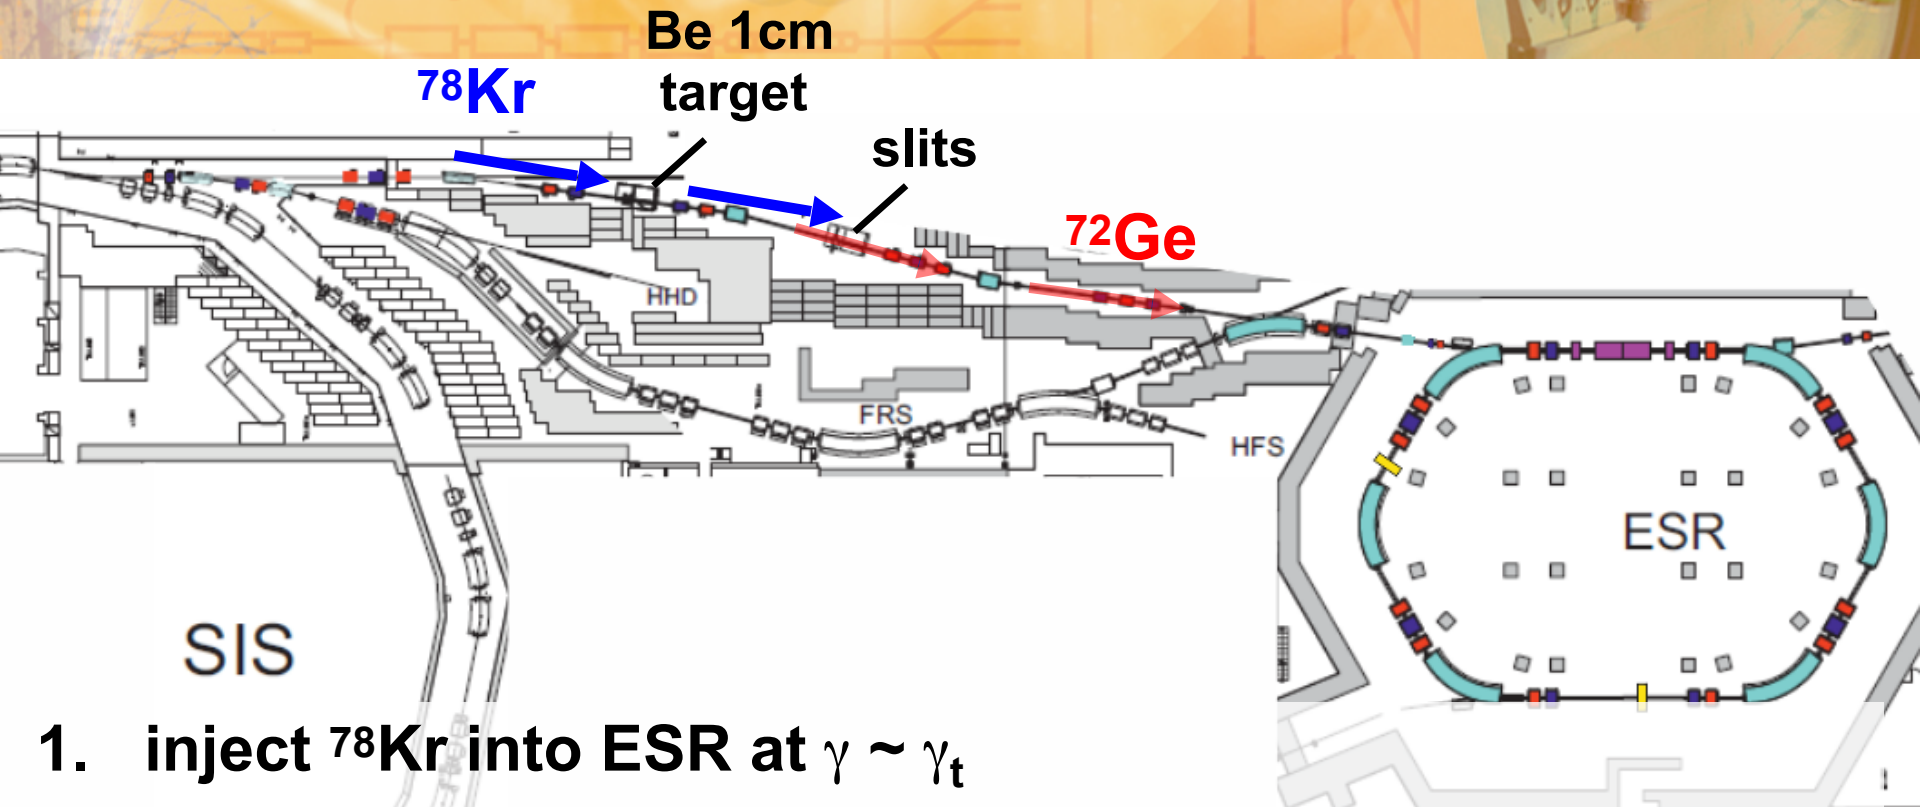 Be 1cm
target
⁷⁸Kr
slits
⁷²Ge
HHD
FRS
HFS
ESR
SIS
1. inject ⁷⁸Kr into ESR at γ ~ γₜ